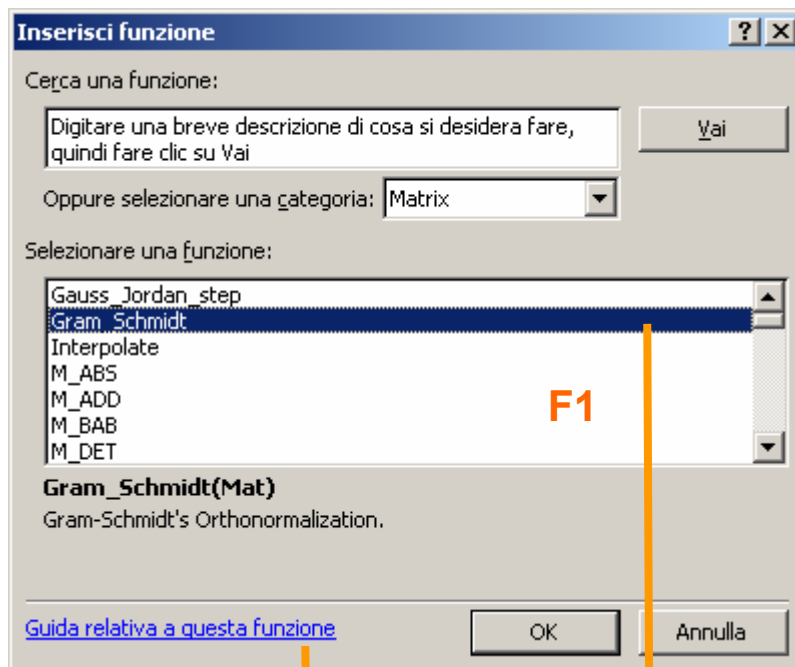 Inserisci funzione
Cerca una funzione:
Digitare una breve descrizione di cosa si desidera fare,
quindi fare clic su Vai
Vai
Oppure selezionare una categoria: Matrix
Selezionare una funzione:
Gauss_Jordan_step
Gram_Schmidt
Interpolate
M_ABS
M_ADD
M_BAB
M_DET
F1
Gram_Schmidt(Mat)
Gram-Schmidt's Orthonormalization.
Guida relativa a questa funzione
OK
Annulla